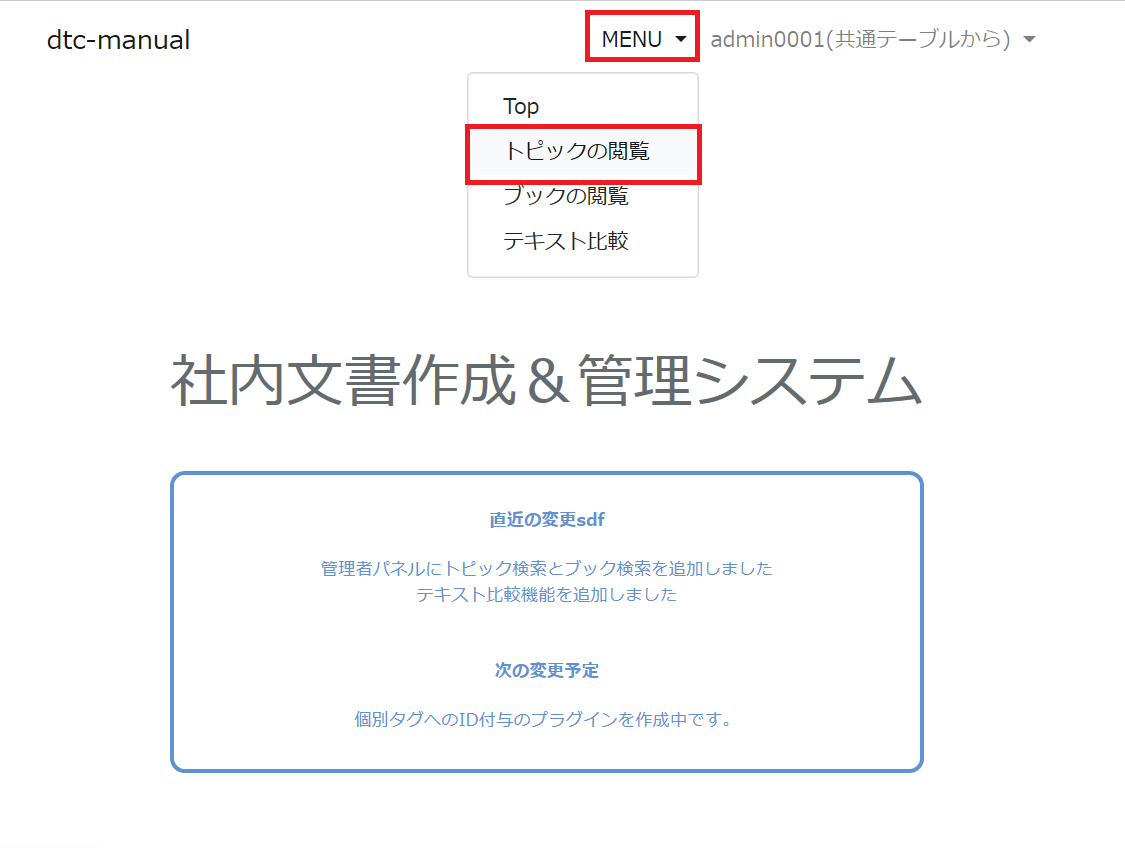 dtc-manual
MENU
admin0001(共通テーブルから)
Top
トピックの閲覧
ブックの閲覧
テキスト比較
社内文書作成＆管理システム
直近の変更sdf
管理者パネルにトピック検索とブック検索を追加しました
テキスト比較機能を追加しました
次の変更予定
個別タグへのID付与のプラグインを作成中です。